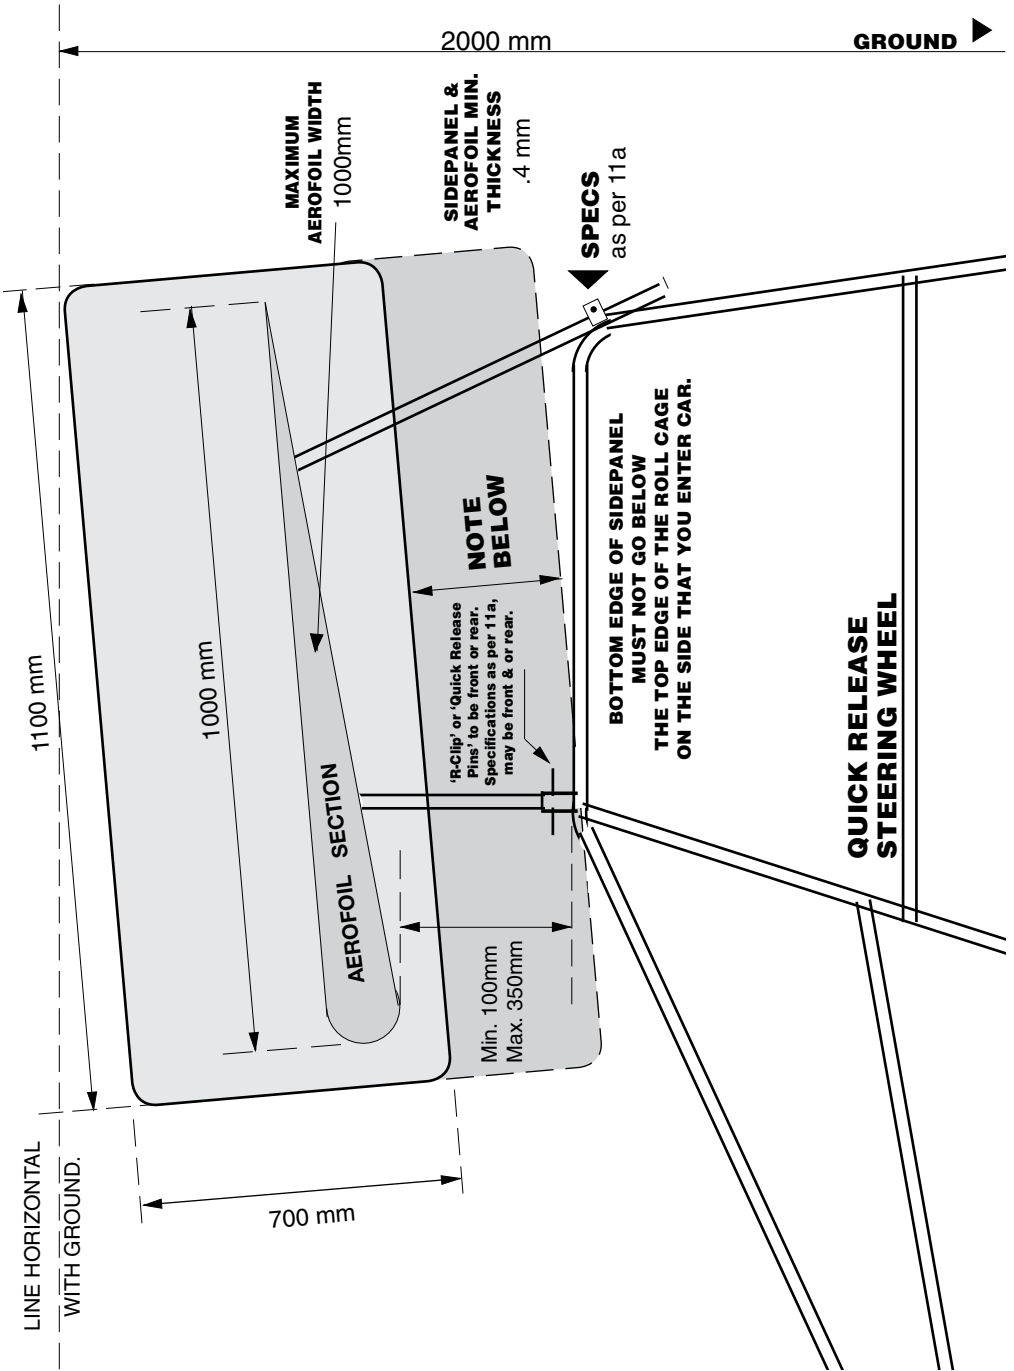 LINE HORIZONTAL
WITH GROUND.
1100 mm
2000 mm
GROUND
700 mm
1000 mm
AEROFOIL SECTION
MAXIMUM
AEROFOIL WIDTH
1000mm
SIDEPANEL &
AEROFOIL MIN.
THICKNESS
.4 mm
SPECS
as per 11a
NOTE
BELOW
'R-Clip' or 'Quick Release
Pins' to be front or rear.
Specifications as per 11a,
may be front & or rear.
Min. 100mm
Max. 350mm
BOTTOM EDGE OF SIDEPANEL
MUST NOT GO BELOW
THE TOP EDGE OF THE ROLL CAGE
ON THE SIDE THAT YOU ENTER CAR.
QUICK RELEASE
STEERING WHEEL